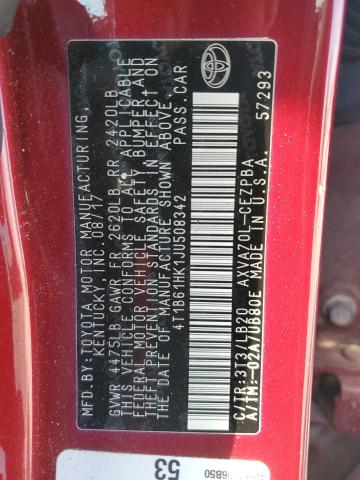 MFD.BY:TOYOTA MOTOR MANUFACTURING,
KENTUCKY, INC. 08/17
GVWR 4475LB GAWR FR 2620LB RR 2420LB
THIS VEHICLE CONFORMS TO ALL APPLICABLE
FEDERAL MOTOR VEHICLE SAFETY BUMPER, AND
THEFT PREVENTION STANDARDS IN EFFECT ON
THE DATE OF MANUFACTURE SHOWN ABOVE.
4T1B61HK1JU508342 PASS.CAR
C/TR:3T3/LB20 AXVA70L-CEZPBA
A/TM:-02A/UB80E MADE IN U.S.A.
57293
53